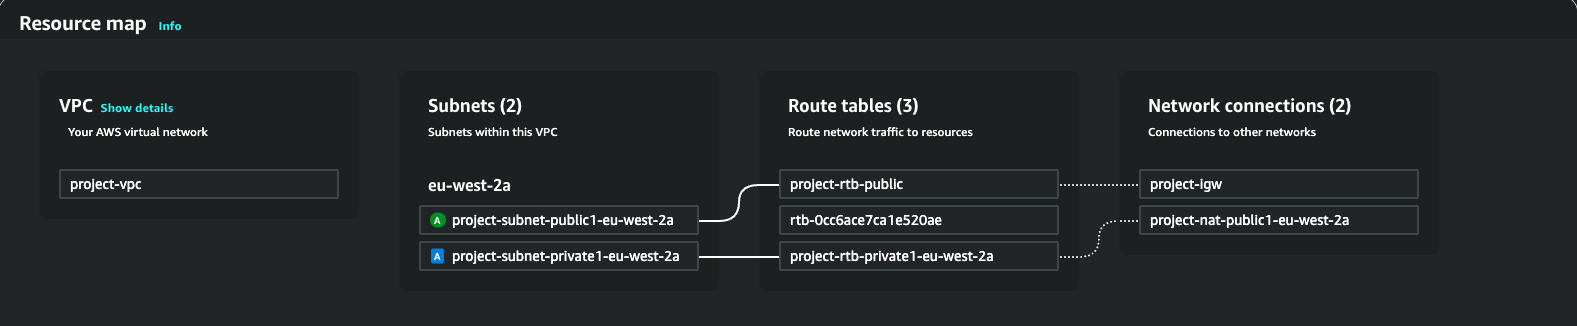 Resource map Info
VPC Show details
Your AWS virtual network
project-vpc
Subnets (2)
Subnets within this VPC
eu-west-2a
A project-subnet-public1-eu-west-2a
A project-subnet-private1-eu-west-2a
Route tables (3)
Route network traffic to resources
project-rtb-public
rtb-0cc6ace7ca1e520ae
project-rtb-private1-eu-west-2a
Network connections (2)
Connections to other networks
project-igw
project-nat-public1-eu-west-2a